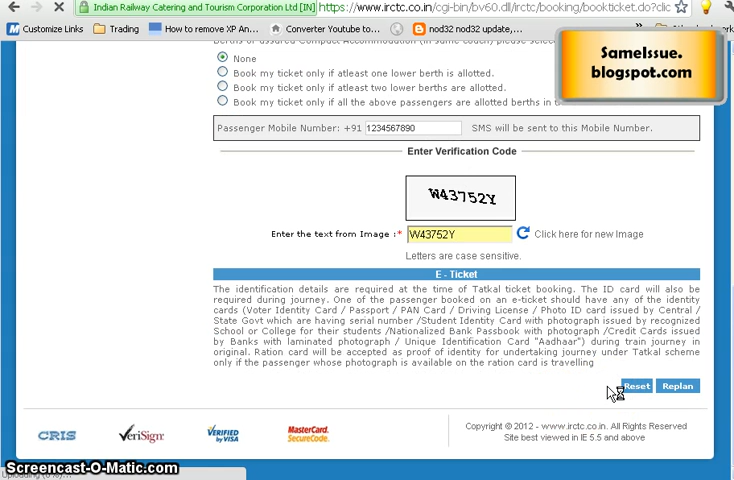 Indian Railway Catering and Tourism Corporation Ltd [IN]
https://www.irctc.co.in/cgi-bin/bv60.dll/irctc/booking/bookticket.do?clic
Customize Links
Trading
How to remove XP An...
Converter Youtube to...
nod32 nod32 update,...
SameIssue.
blogspot.com
None
Book my ticket only if atleast one lower berth is allotted.
Book my ticket only if atleast two lower berths are allotted.
Book my ticket only if all the above passengers are allotted berths in
Passenger Mobile Number: +91 1234567890 SMS will be sent to this Mobile Number.
Enter Verification Code
W43752Y
Enter the text from Image :* W43752Y Click here for new Image
Letters are case sensitive.
E - Ticket
The identification details are required at the time of Tatkal ticket booking. The ID card will also be
required during journey. One of the passenger booked on an e-ticket should have any of the identity
cards (Voter Identity Card / Passport / PAN Card / Driving License / Photo ID card issued by Central /
State Govt which are having serial number /Student Identity Card with photograph issued by recognized
School or College for their students /Nationalized Bank Passbook with photograph /Credit Cards issued
by Banks with laminated photograph / Unique Identification Card "Aadhaar") during train journey in
original. Ration card will be accepted as proof of identity for undertaking journey under Tatkal scheme
only if the passenger whose photograph is available on the ration card is travelling
Reset Replan
CRIS
VeriSign
VERIFIED
by VISA
MasterCard.
SecureCode.
Copyright © 2012 - www.irctc.co.in. All Rights Reserved
Site best viewed in IE 5.5 and above
Screencast-O-Matic.com